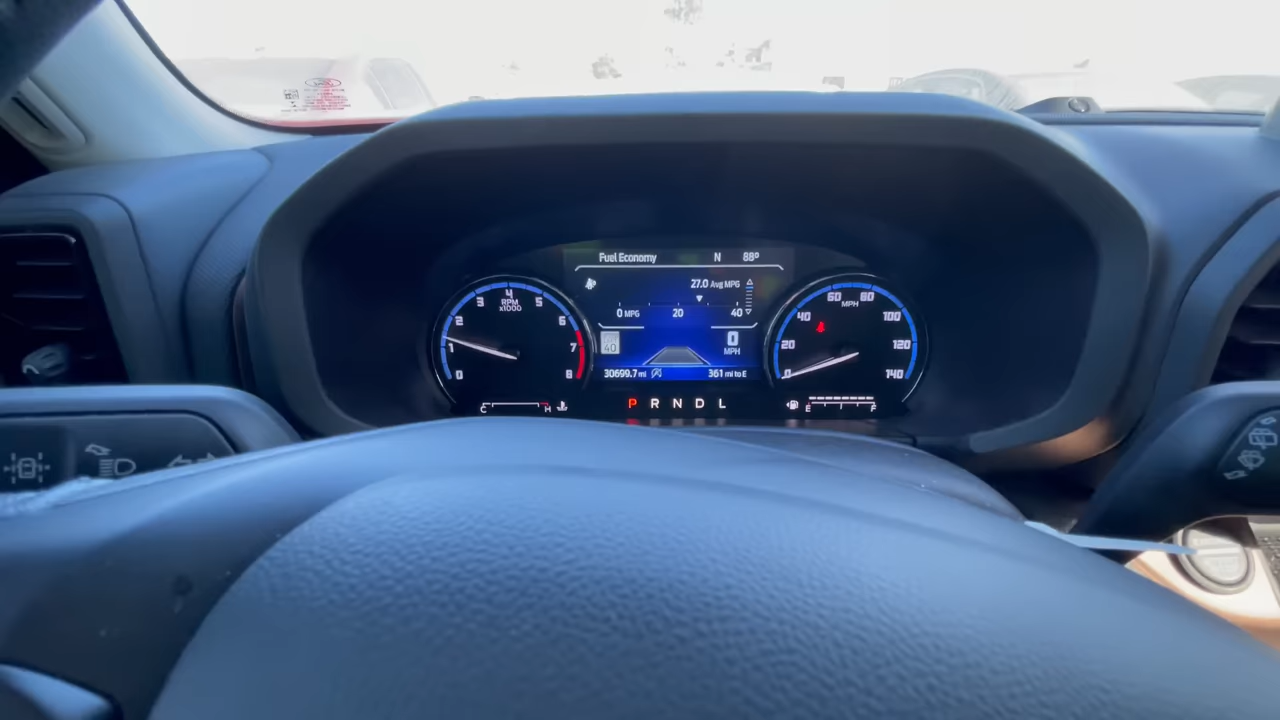 Fuel Economy N 88°
27.0 Avg MPG
0 MPG 20 40
40
0
MPH
30699.7 mi 361 mi to E
0 1 2 3 4 5 6 7 8
RPM
x1000
0 20 40 60 80 100 120 140
MPH
C H
P R N D L
E F